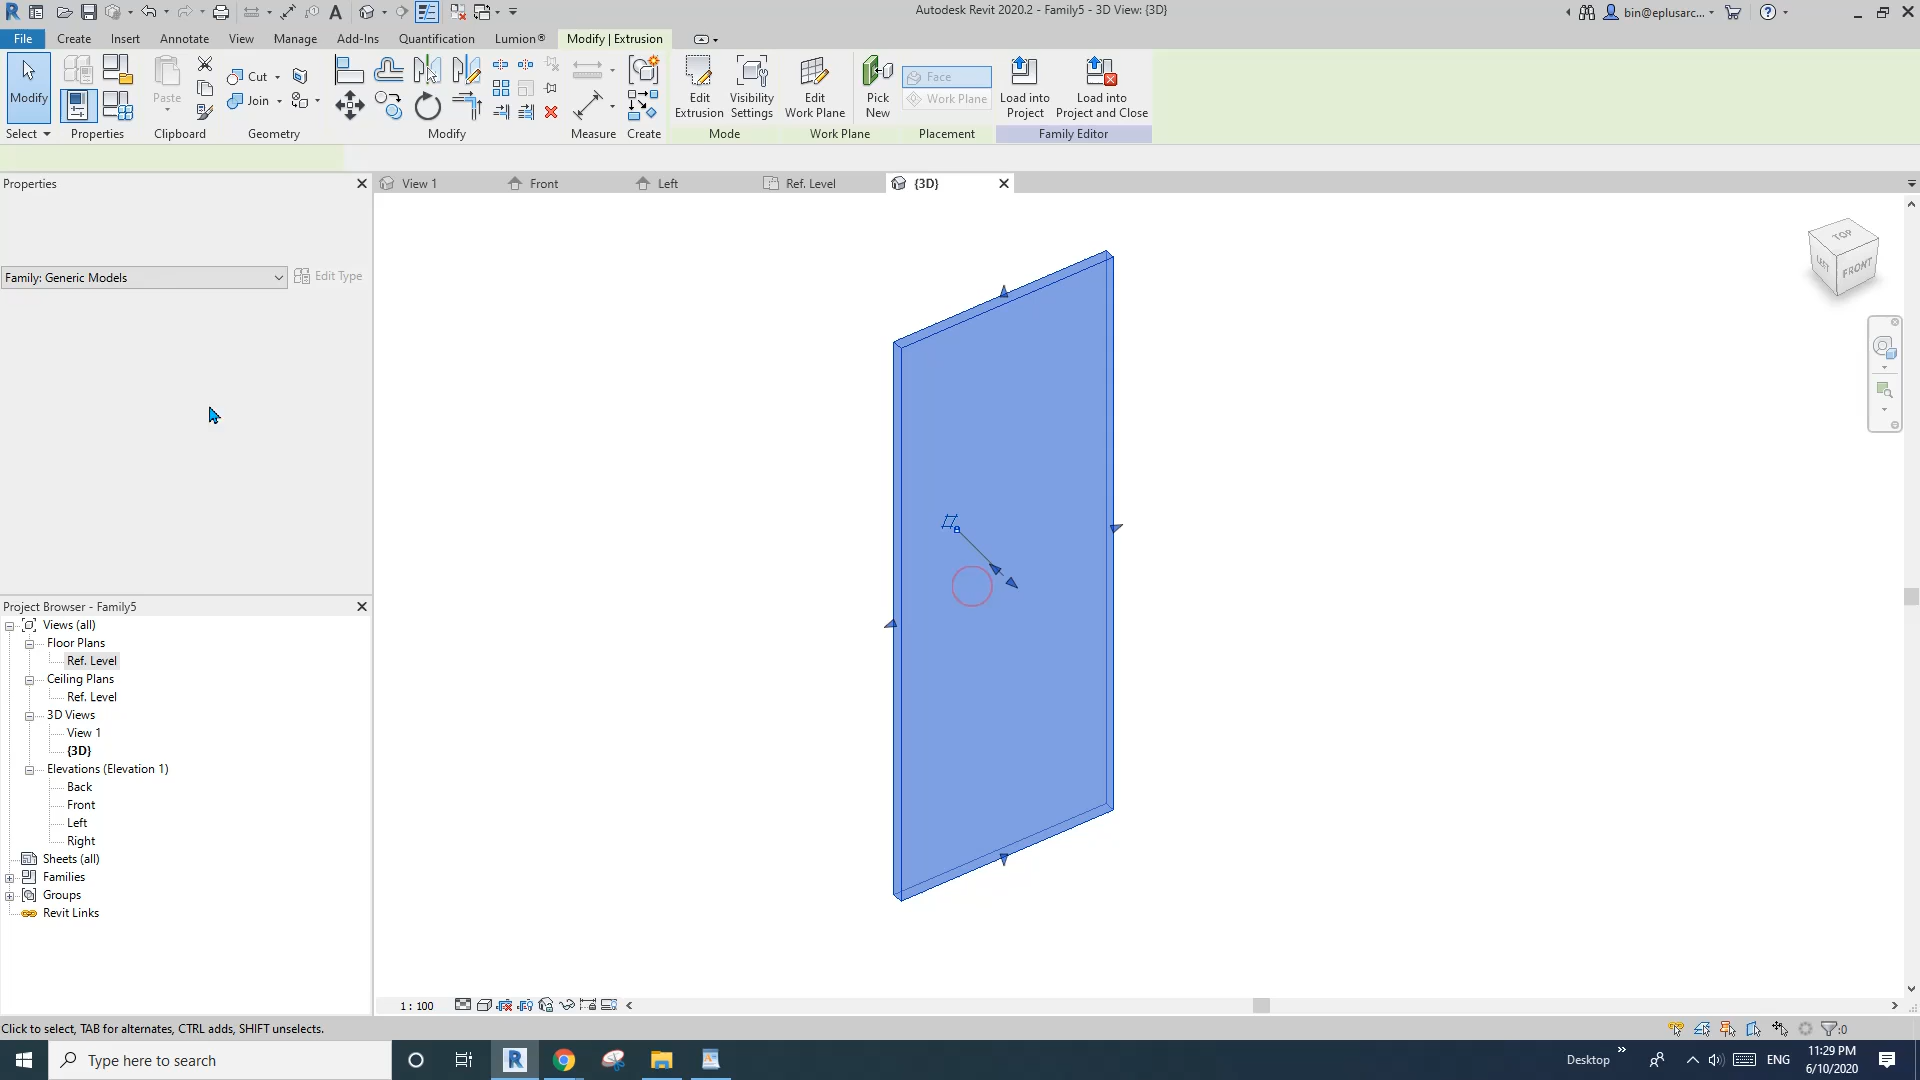 Autodesk Revit 2020.2 - Family5 - 3D View: {3D}
bin@eplusarc...
File Create Insert Annotate View Manage Add-Ins Quantification Lumion® Modify | Extrusion
Modify
Paste
Cut
Join
Edit Extrusion
Visibility Settings
Edit Work Plane
Pick New
Face
Work Plane
Load into Project
Load into Project and Close
Select Properties Clipboard Geometry Modify Measure Create Mode Work Plane Placement Family Editor
Properties
View 1 Front Left Ref. Level {3D}
Family: Generic Models
Edit Type
TOP
LEFT
FRONT
Project Browser - Family5
Views (all)
Floor Plans
Ref. Level
Ceiling Plans
Ref. Level
3D Views
View 1
{3D}
Elevations (Elevation 1)
Back
Front
Left
Right
Sheets (all)
Families
Groups
Revit Links
1 : 100
Click to select, TAB for alternates, CTRL adds, SHIFT unselects.
:0
Type here to search
Desktop
ENG
11:29 PM
6/10/2020